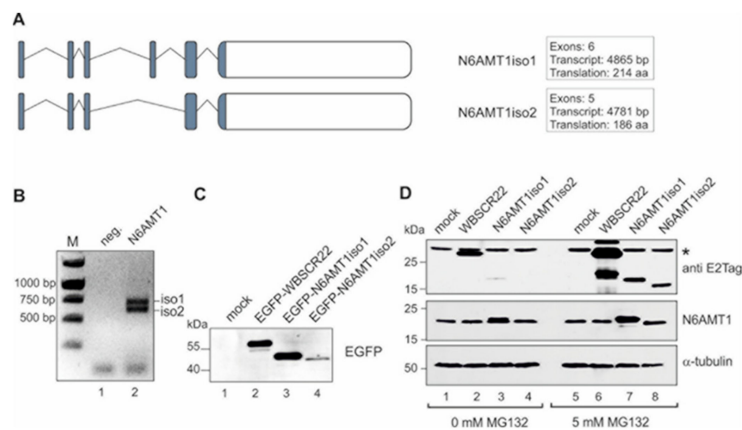 A
N6AMT1iso1
Exons: 6
Transcript: 4865 bp
Translation: 214 aa
N6AMT1iso2
Exons: 5
Transcript: 4781 bp
Translation: 186 aa
B
M
neg.
N6AMT1
1000 bp
750 bp
500 bp
iso1
iso2
1 2
C
mock
EGFP-WBSCR22
EGFP-N6AMT1iso1
EGFP-N6AMT1iso2
kDa
55
40
EGFP
1 2 3 4
D
mock
WBSCR22
N6AMT1iso1
N6AMT1iso2
mock
WBSCR22
N6AMT1iso1
N6AMT1iso2
kDa
25
15
*
anti E2Tag
25
15
N6AMT1
50
α-tubulin
1 2 3 4 5 6 7 8
0 mM MG132 5 mM MG132